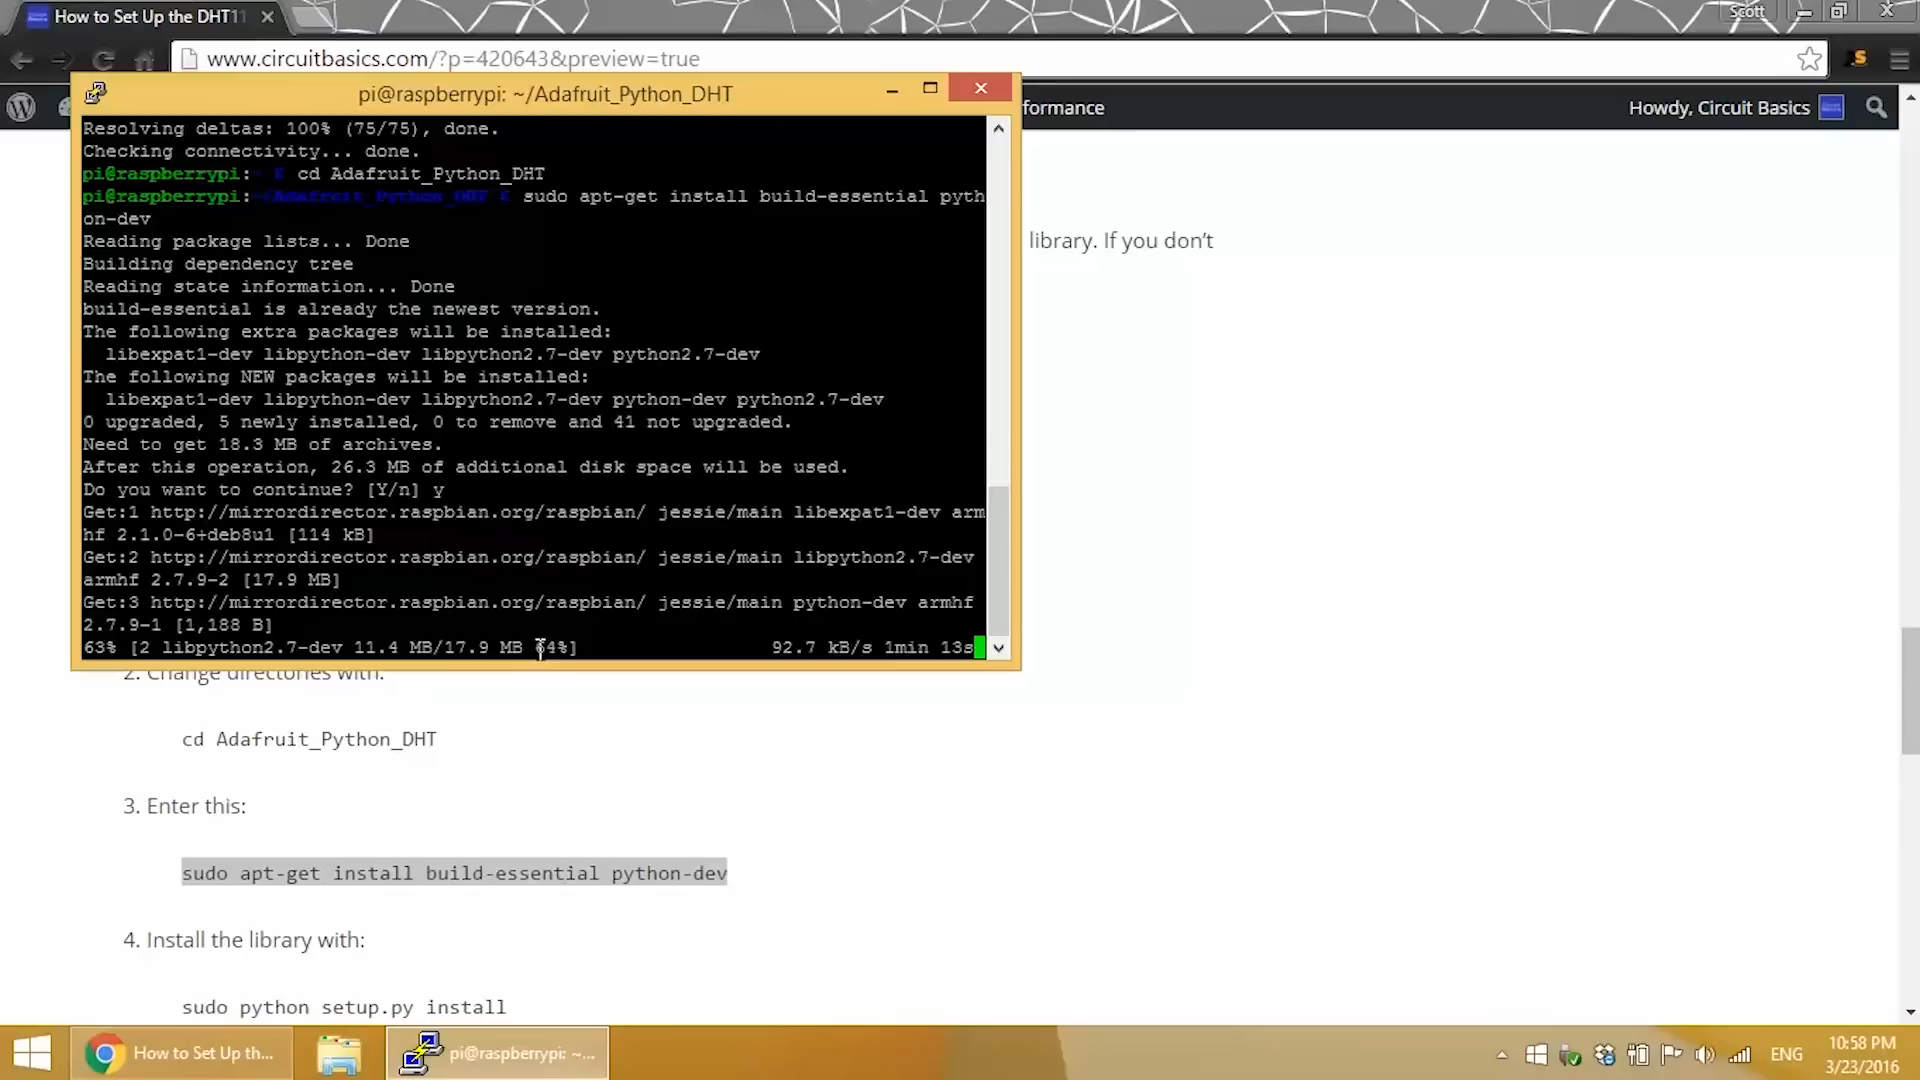 How to Set Up the DHT11
Scott
www.circuitbasics.com/?p=420643&preview=true
pi@raspberrypi: ~/Adafruit_Python_DHT
formance
Howdy, Circuit Basics
Resolving deltas: 100% (75/75), done.
Checking connectivity... done.
pi@raspberrypi:~ $ cd Adafruit_Python_DHT
pi@raspberrypi:~/Adafruit_Python_DHT $ sudo apt-get install build-essential pyth
on-dev
Reading package lists... Done
library. If you don’t
Building dependency tree
Reading state information... Done
build-essential is already the newest version.
The following extra packages will be installed:
libexpat1-dev libpython-dev libpython2.7-dev python2.7-dev
The following NEW packages will be installed:
libexpat1-dev libpython-dev libpython2.7-dev python-dev python2.7-dev
0 upgraded, 5 newly installed, 0 to remove and 41 not upgraded.
Need to get 18.3 MB of archives.
After this operation, 26.3 MB of additional disk space will be used.
Do you want to continue? [Y/n] y
Get:1 http://mirrordirector.raspbian.org/raspbian/ jessie/main libexpat1-dev arm
hf 2.1.0-6+deb8u1 [114 kB]
Get:2 http://mirrordirector.raspbian.org/raspbian/ jessie/main libpython2.7-dev
armhf 2.7.9-2 [17.9 MB]
Get:3 http://mirrordirector.raspbian.org/raspbian/ jessie/main python-dev armhf
2.7.9-1 [1,188 B]
63% [2 libpython2.7-dev 11.4 MB/17.9 MB 64%] 92.7 kB/s 1min 13s
2. Change directories with:
cd Adafruit_Python_DHT
3. Enter this:
sudo apt-get install build-essential python-dev
4. Install the library with:
sudo python setup.py install
How to Set Up th...
pi@raspberrypi: ~...
ENG
10:58 PM
3/23/2016